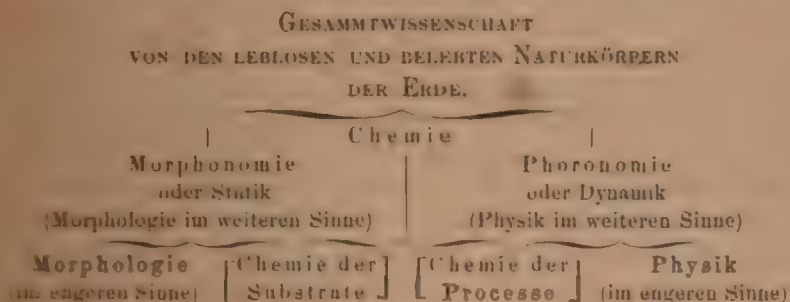 GESAMMTWISSENSCHAFT
VON DEN LEBLOSEN UND BELEBTEN NATURKÖRPERN
DER ERDE.
Chemie
Morphonomie
oder Statik
(Morphologie im weiteren Sinne)
Phoronomie
oder Dynamik
(Physik im weiteren Sinne)
Morphologie
(im engeren Sinne)
[Chemie der
Substrate]
[Chemie der
Processe]
Physik
(im engeren Sinne)